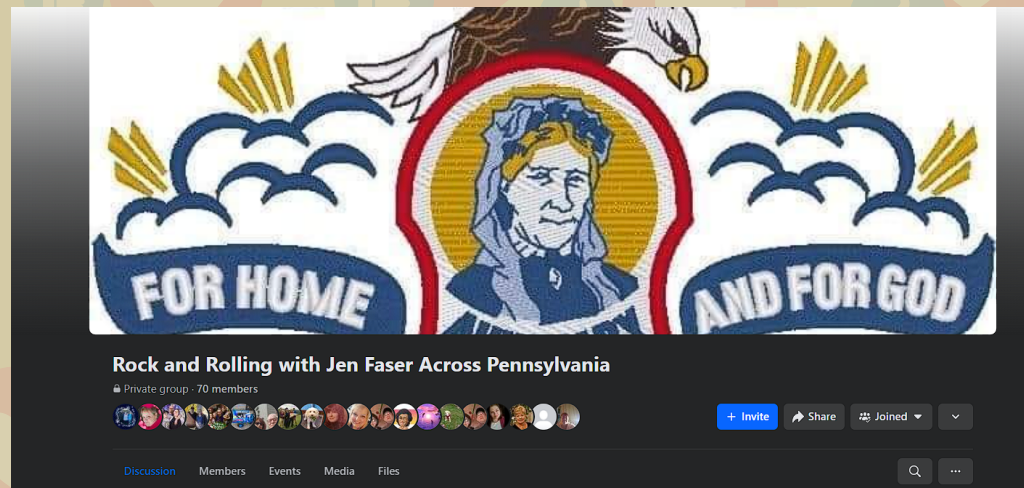 FOR HOME
AND FOR GOD
Rock and Rolling with Jen Faser Across Pennsylvania
Private group · 70 members
+ Invite
Share
Joined
Discussion
Members
Events
Media
Files
...